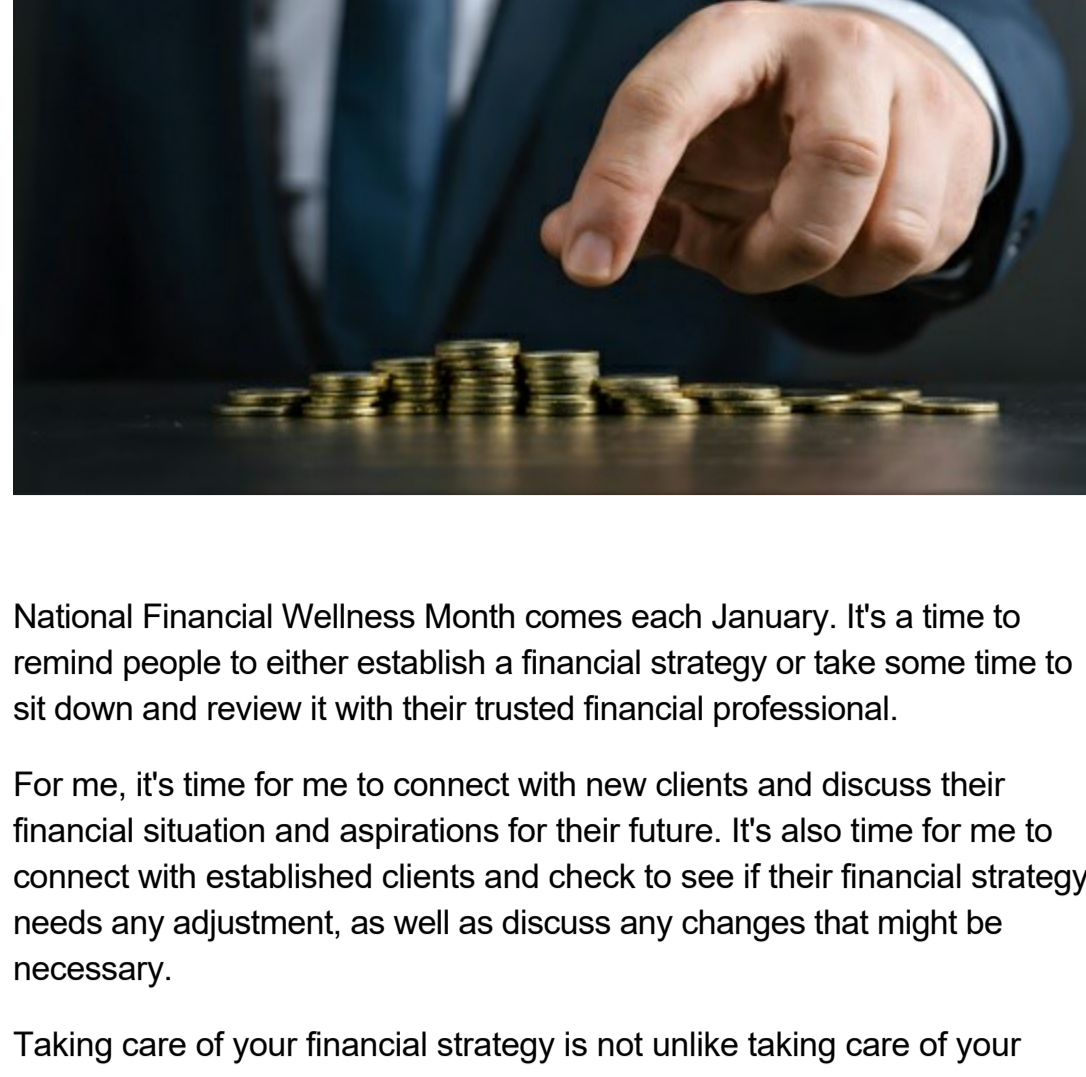 National Financial Wellness Month comes each January. It's a time to
remind people to either establish a financial strategy or take some time to
sit down and review it with their trusted financial professional.
For me, it's time for me to connect with new clients and discuss their
financial situation and aspirations for their future. It's also time for me to
connect with established clients and check to see if their financial strategy
needs any adjustment, as well as discuss any changes that might be
necessary.
Taking care of your financial strategy is not unlike taking care of your